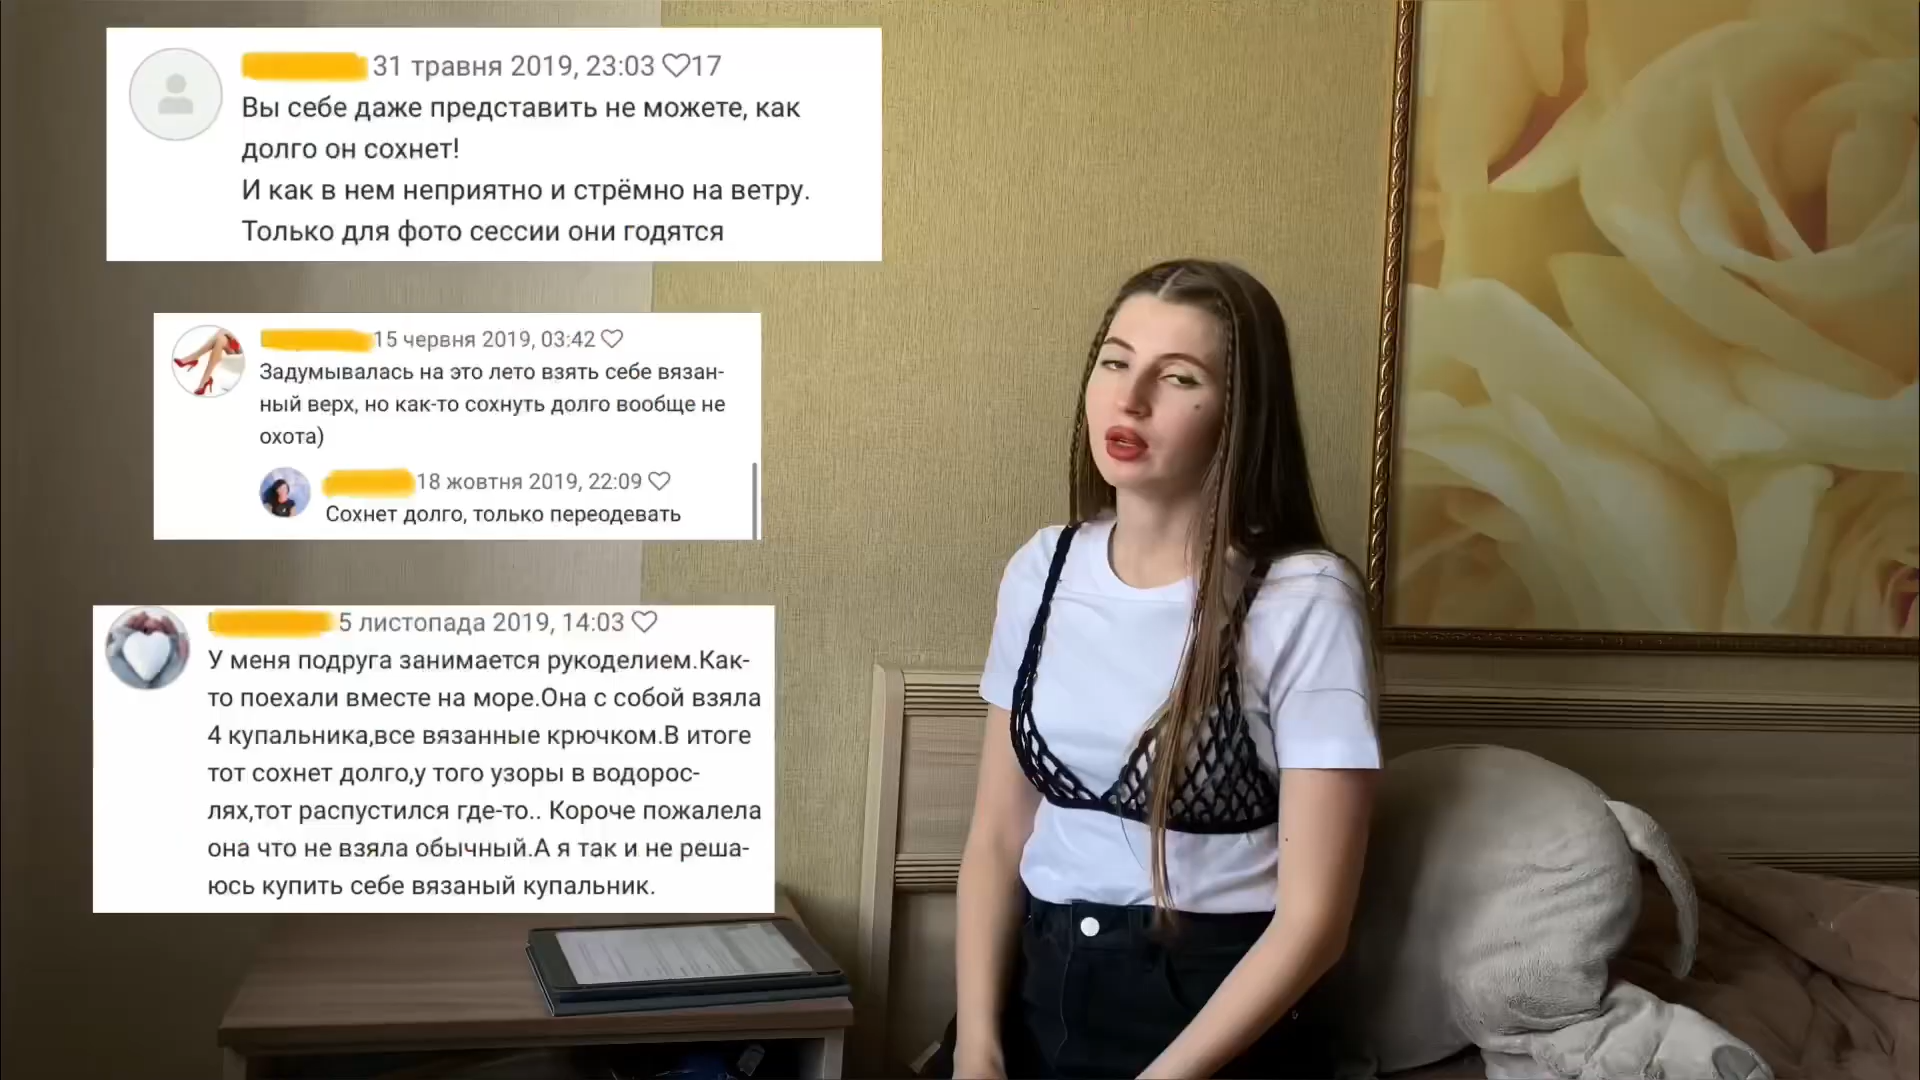 31 травня 2019, 23:03 ♡17
Вы себе даже представить не можете, как
долго он сохнет!
И как в нем неприятно и стрёмно на ветру.
Только для фото сессии они годятся
15 червня 2019, 03:42 ♡
Задумывалась на это лето взять себе вязан-
ный верх, но как-то сохнуть долго вообще не
охота)
18 жовтня 2019, 22:09 ♡
Сохнет долго, только переодевать
5 листопада 2019, 14:03 ♡
У меня подруга занимается рукоделием.Как-
то поехали вместе на море.Она с собой взяла
4 купальника,все вязанные крючком.В итоге
тот сохнет долго,у того узоры в водорос-
лях,тот распустился где-то.. Короче пожалела
она что не взяла обычный.А я так и не реша-
юсь купить себе вязаный купальник.